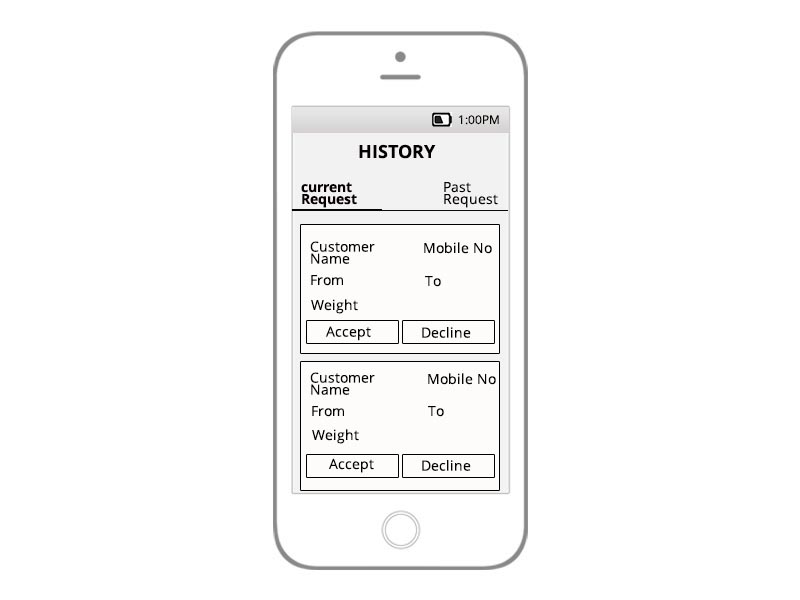 1:00PM
HISTORY
current
Request
Past
Request
Customer
Name
Mobile No
From
To
Weight
Accept
Decline
Customer
Name
Mobile No
From
To
Weight
Accept
Decline